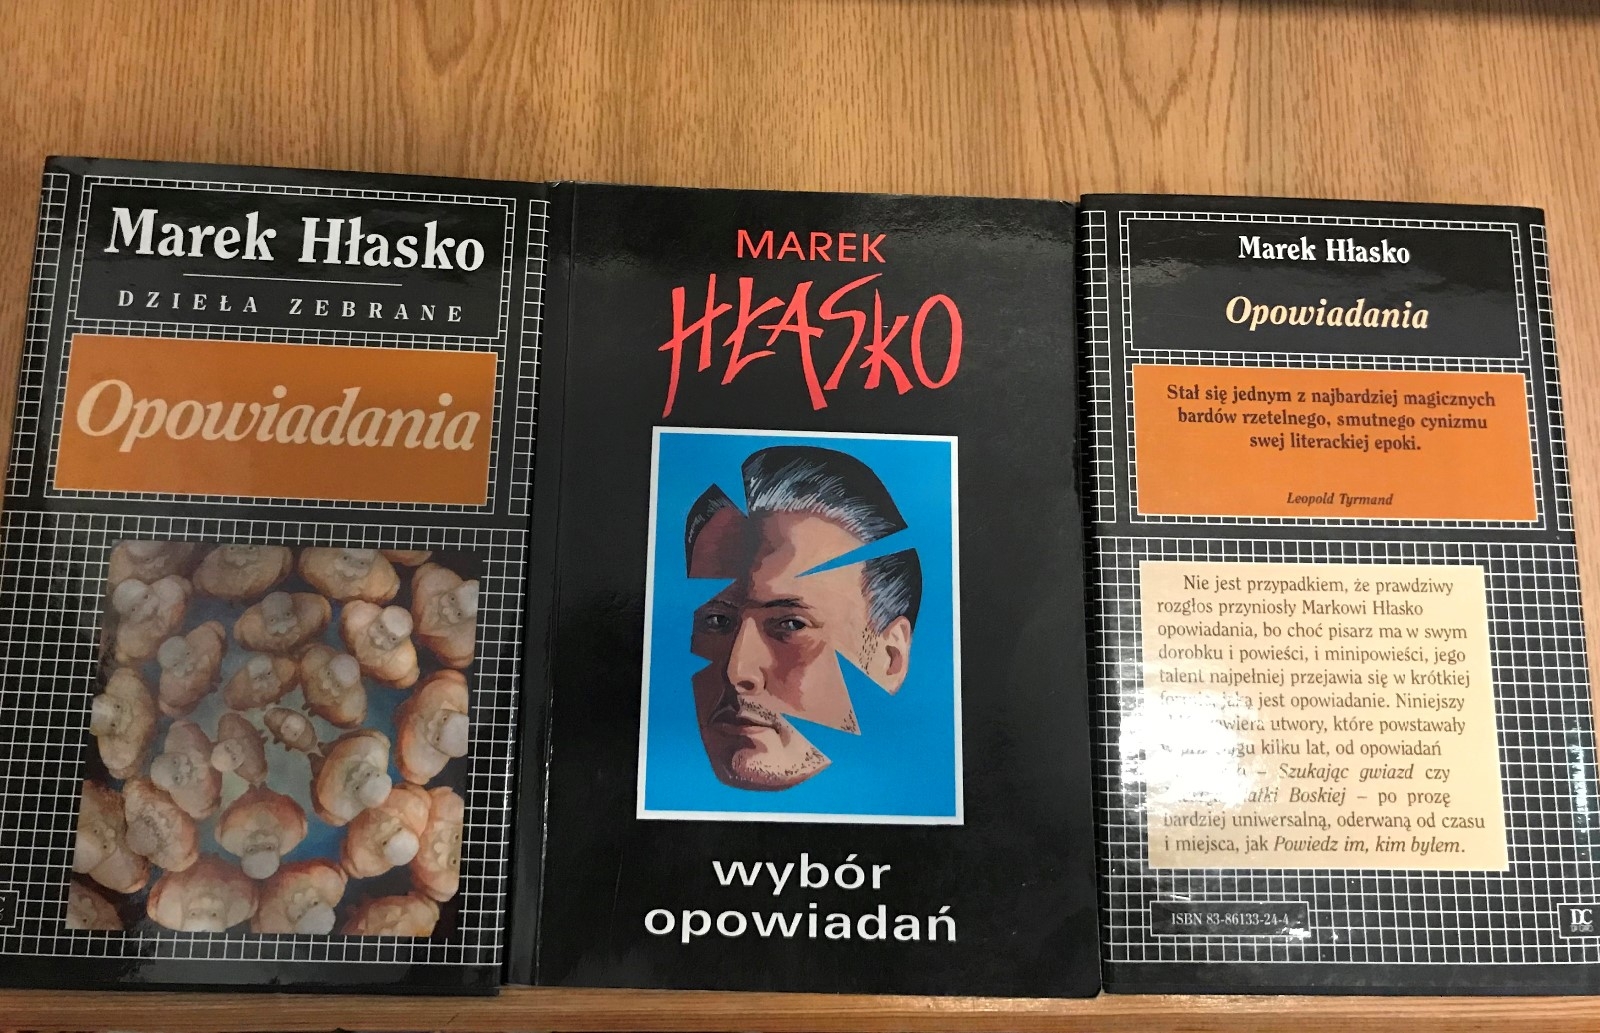 Marek Hłasko
DZIEŁA ZEBRANE
Opowiadania
MAREK
HŁASKO
wybór
opowiadań
Marek Hłasko
Opowiadania
Stał się jednym z najbardziej magicznych
bardów rzetelnego, smutnego cynizmu
swej literackiej epoki.
Leopold Tyrmand
Nie jest przypadkiem, że prawdziwy
rozgłos przyniosły Markowi Hłasko
opowiadania, bo choć pisarz ma w swym
dorobku i powieści, i minipowieści, jego
talent najpełniej przejawia się w krótkiej
jaką jest opowiadanie. Niniejszy
utwory, które powstawały
kilku lat, od opowiadań
– Szukając gwiazd czy
Matki Boskiej – po prozę
bardziej uniwersalną, oderwaną od czasu
i miejsca, jak Powiedz im, kim byłem.
ISBN 83-86133-24-4
DC